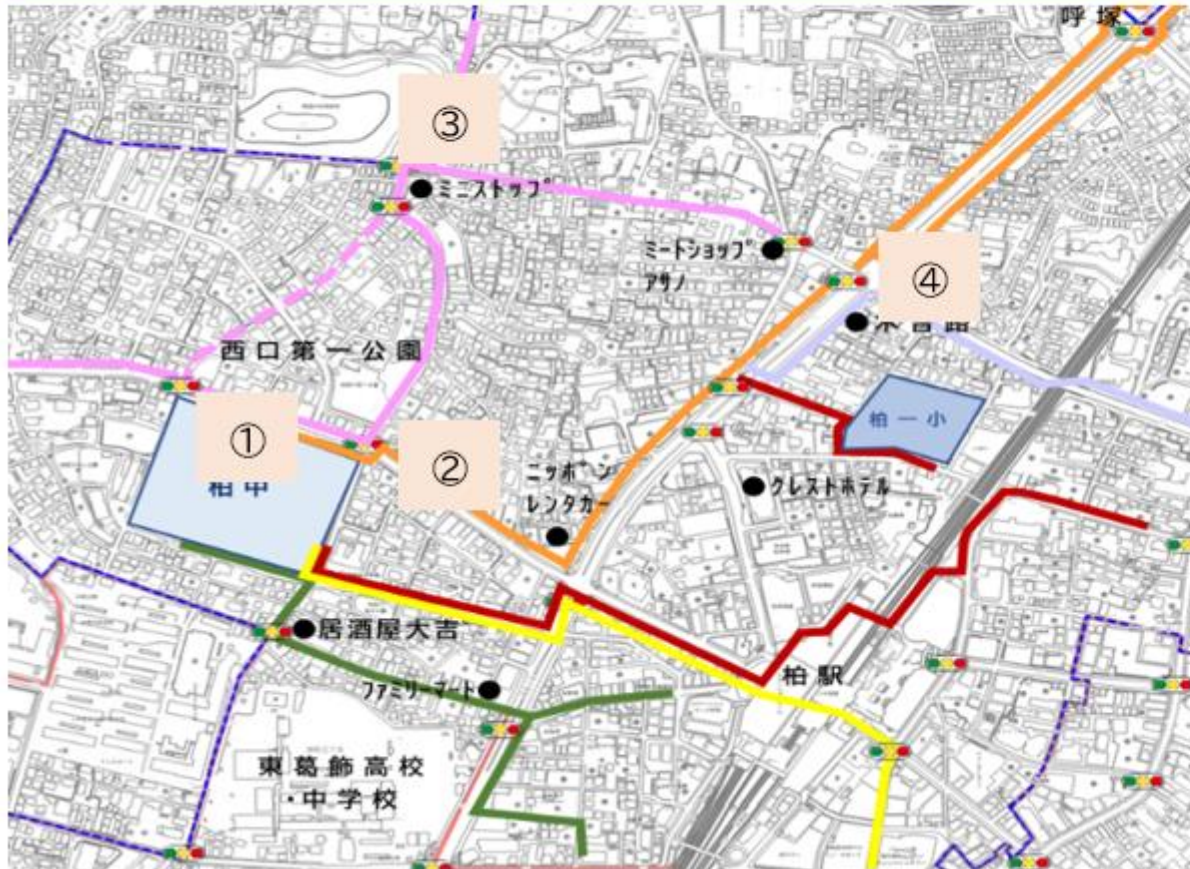 呼塚
③
ミニストップ
ミートショップ
アサノ
④
西口第一公園
①
②
柏中
柏一小
ニッポン
レンタカー
クレストホテル
居酒屋大吉
柏駅
ファミリーマート
東葛飾高校
・中学校